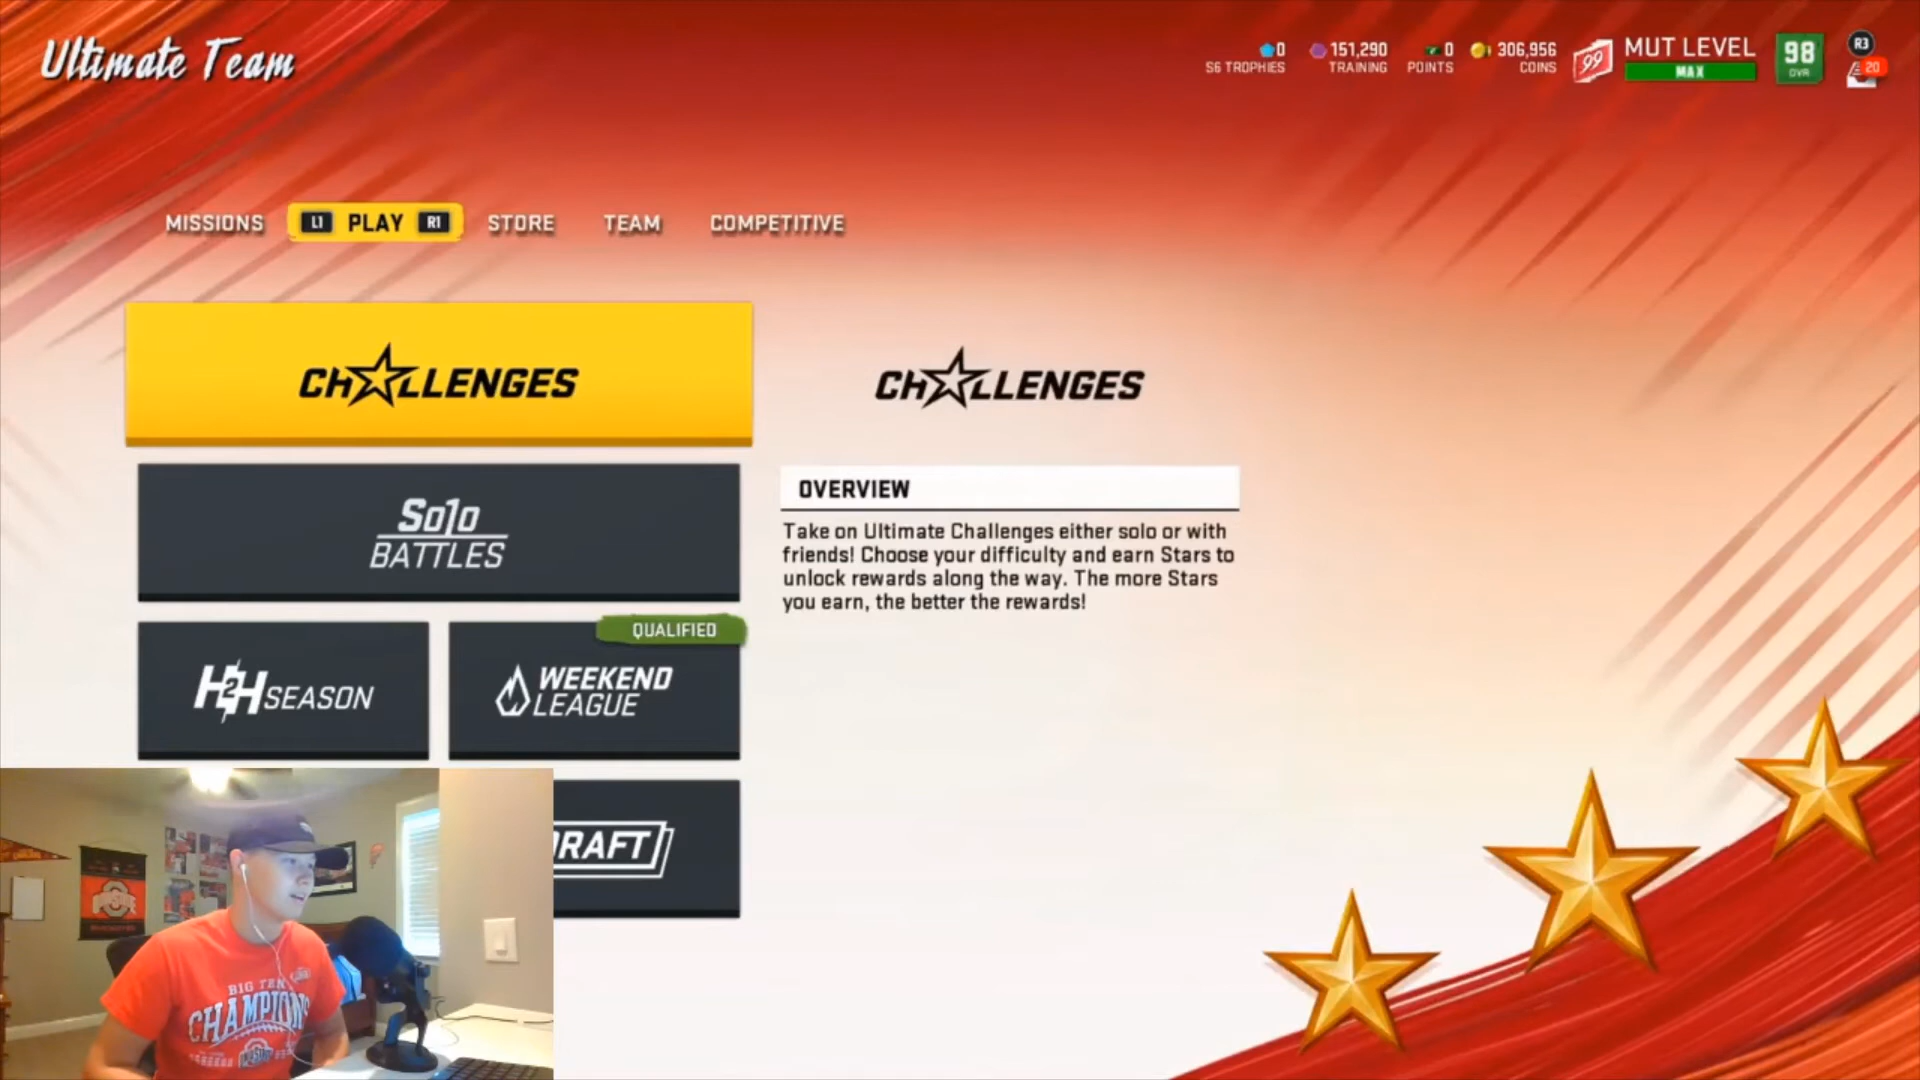 Ultimate Team
0
S6 TROPHIES
151,290
TRAINING
0
POINTS
306,956
COINS
99
MUT LEVEL
MAX
98
OVR
R3
20
MISSIONS
L1 PLAY R1
STORE
TEAM
COMPETITIVE
CHALLENGES
CHALLENGES
Solo
BATTLES
OVERVIEW
Take on Ultimate Challenges either solo or with
friends! Choose your difficulty and earn Stars to
unlock rewards along the way. The more Stars
you earn, the better the rewards!
QUALIFIED
H2H SEASON
WEEKEND
LEAGUE
RAFT
BIG TEN
CHAMPIONS